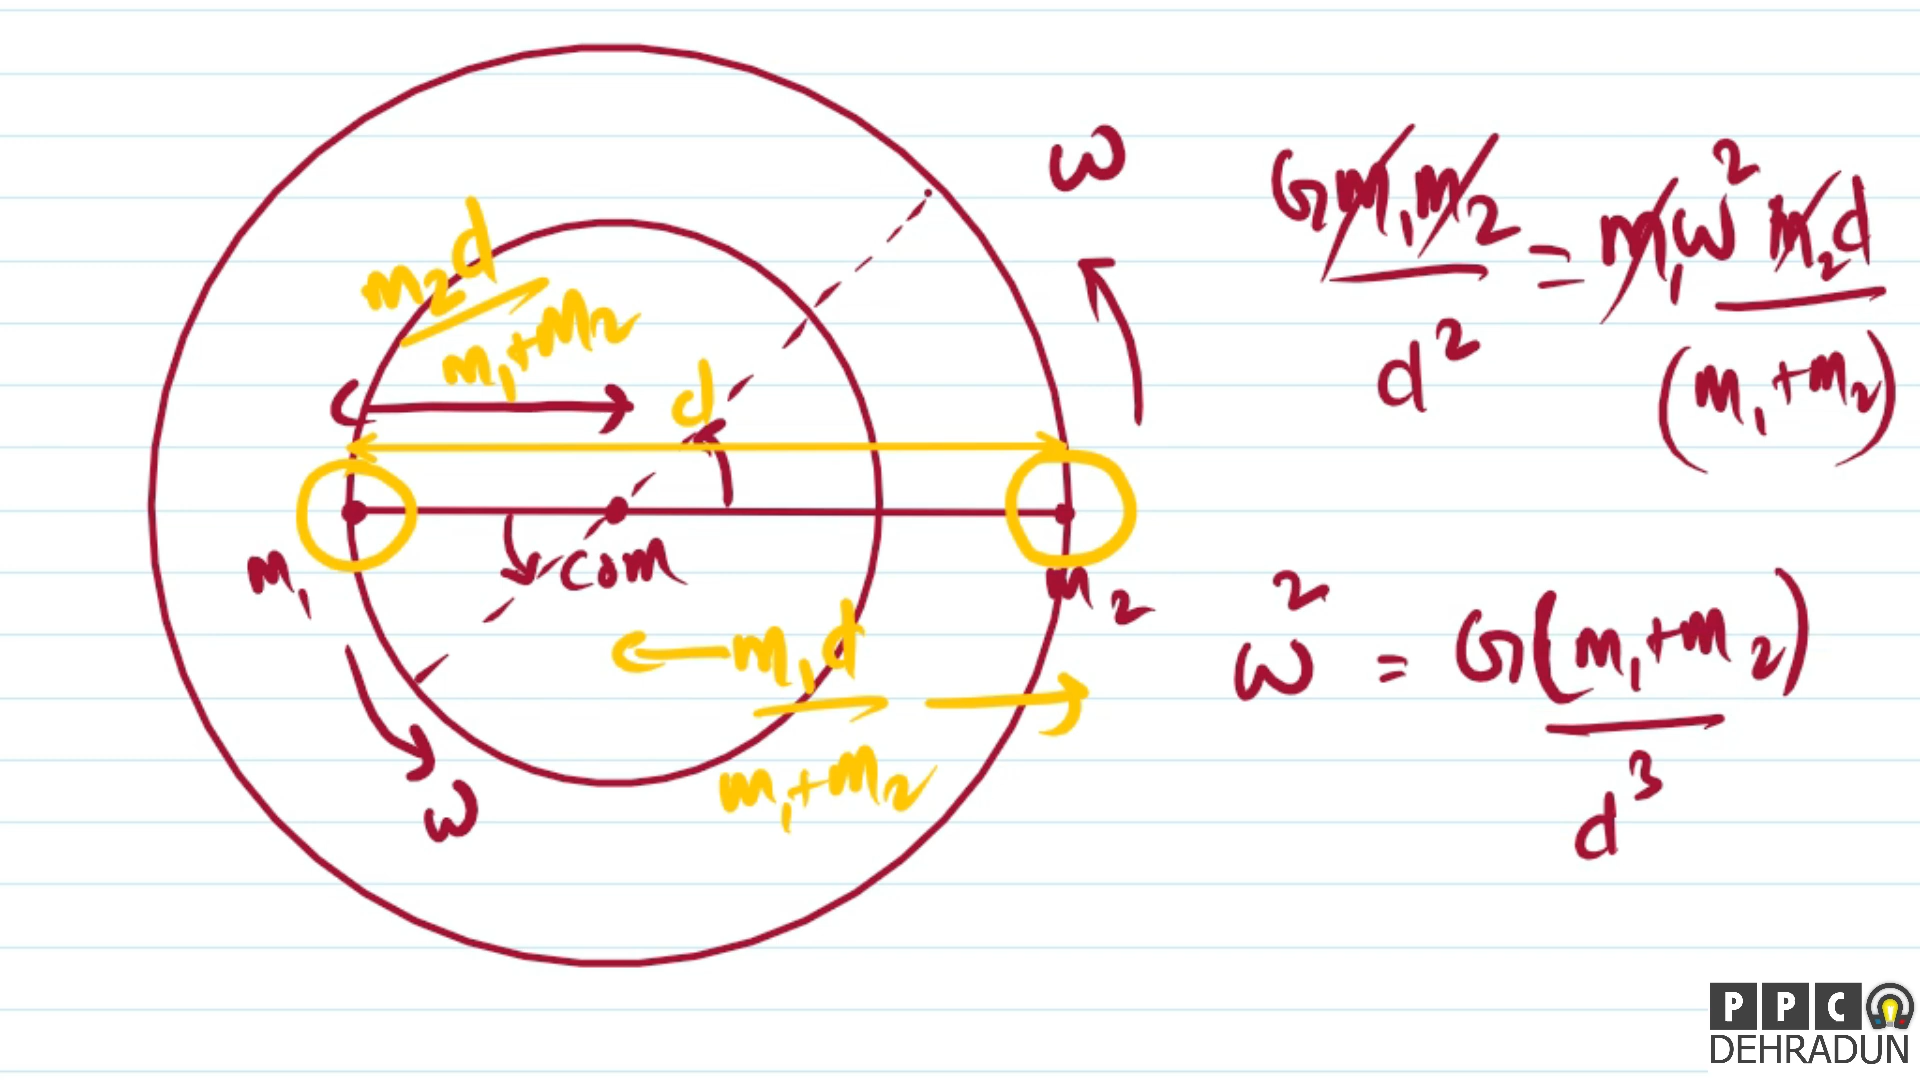 ω
Gm₁m₂ / d² = m₁ω² m₂d / (m₁+m₂)
m₂d / m₁+m₂
d
com
m₁
m₂
m₁d / m₁+m₂
ω² = G(m₁+m₂) / d³
ω
PPC
DEHRADUN